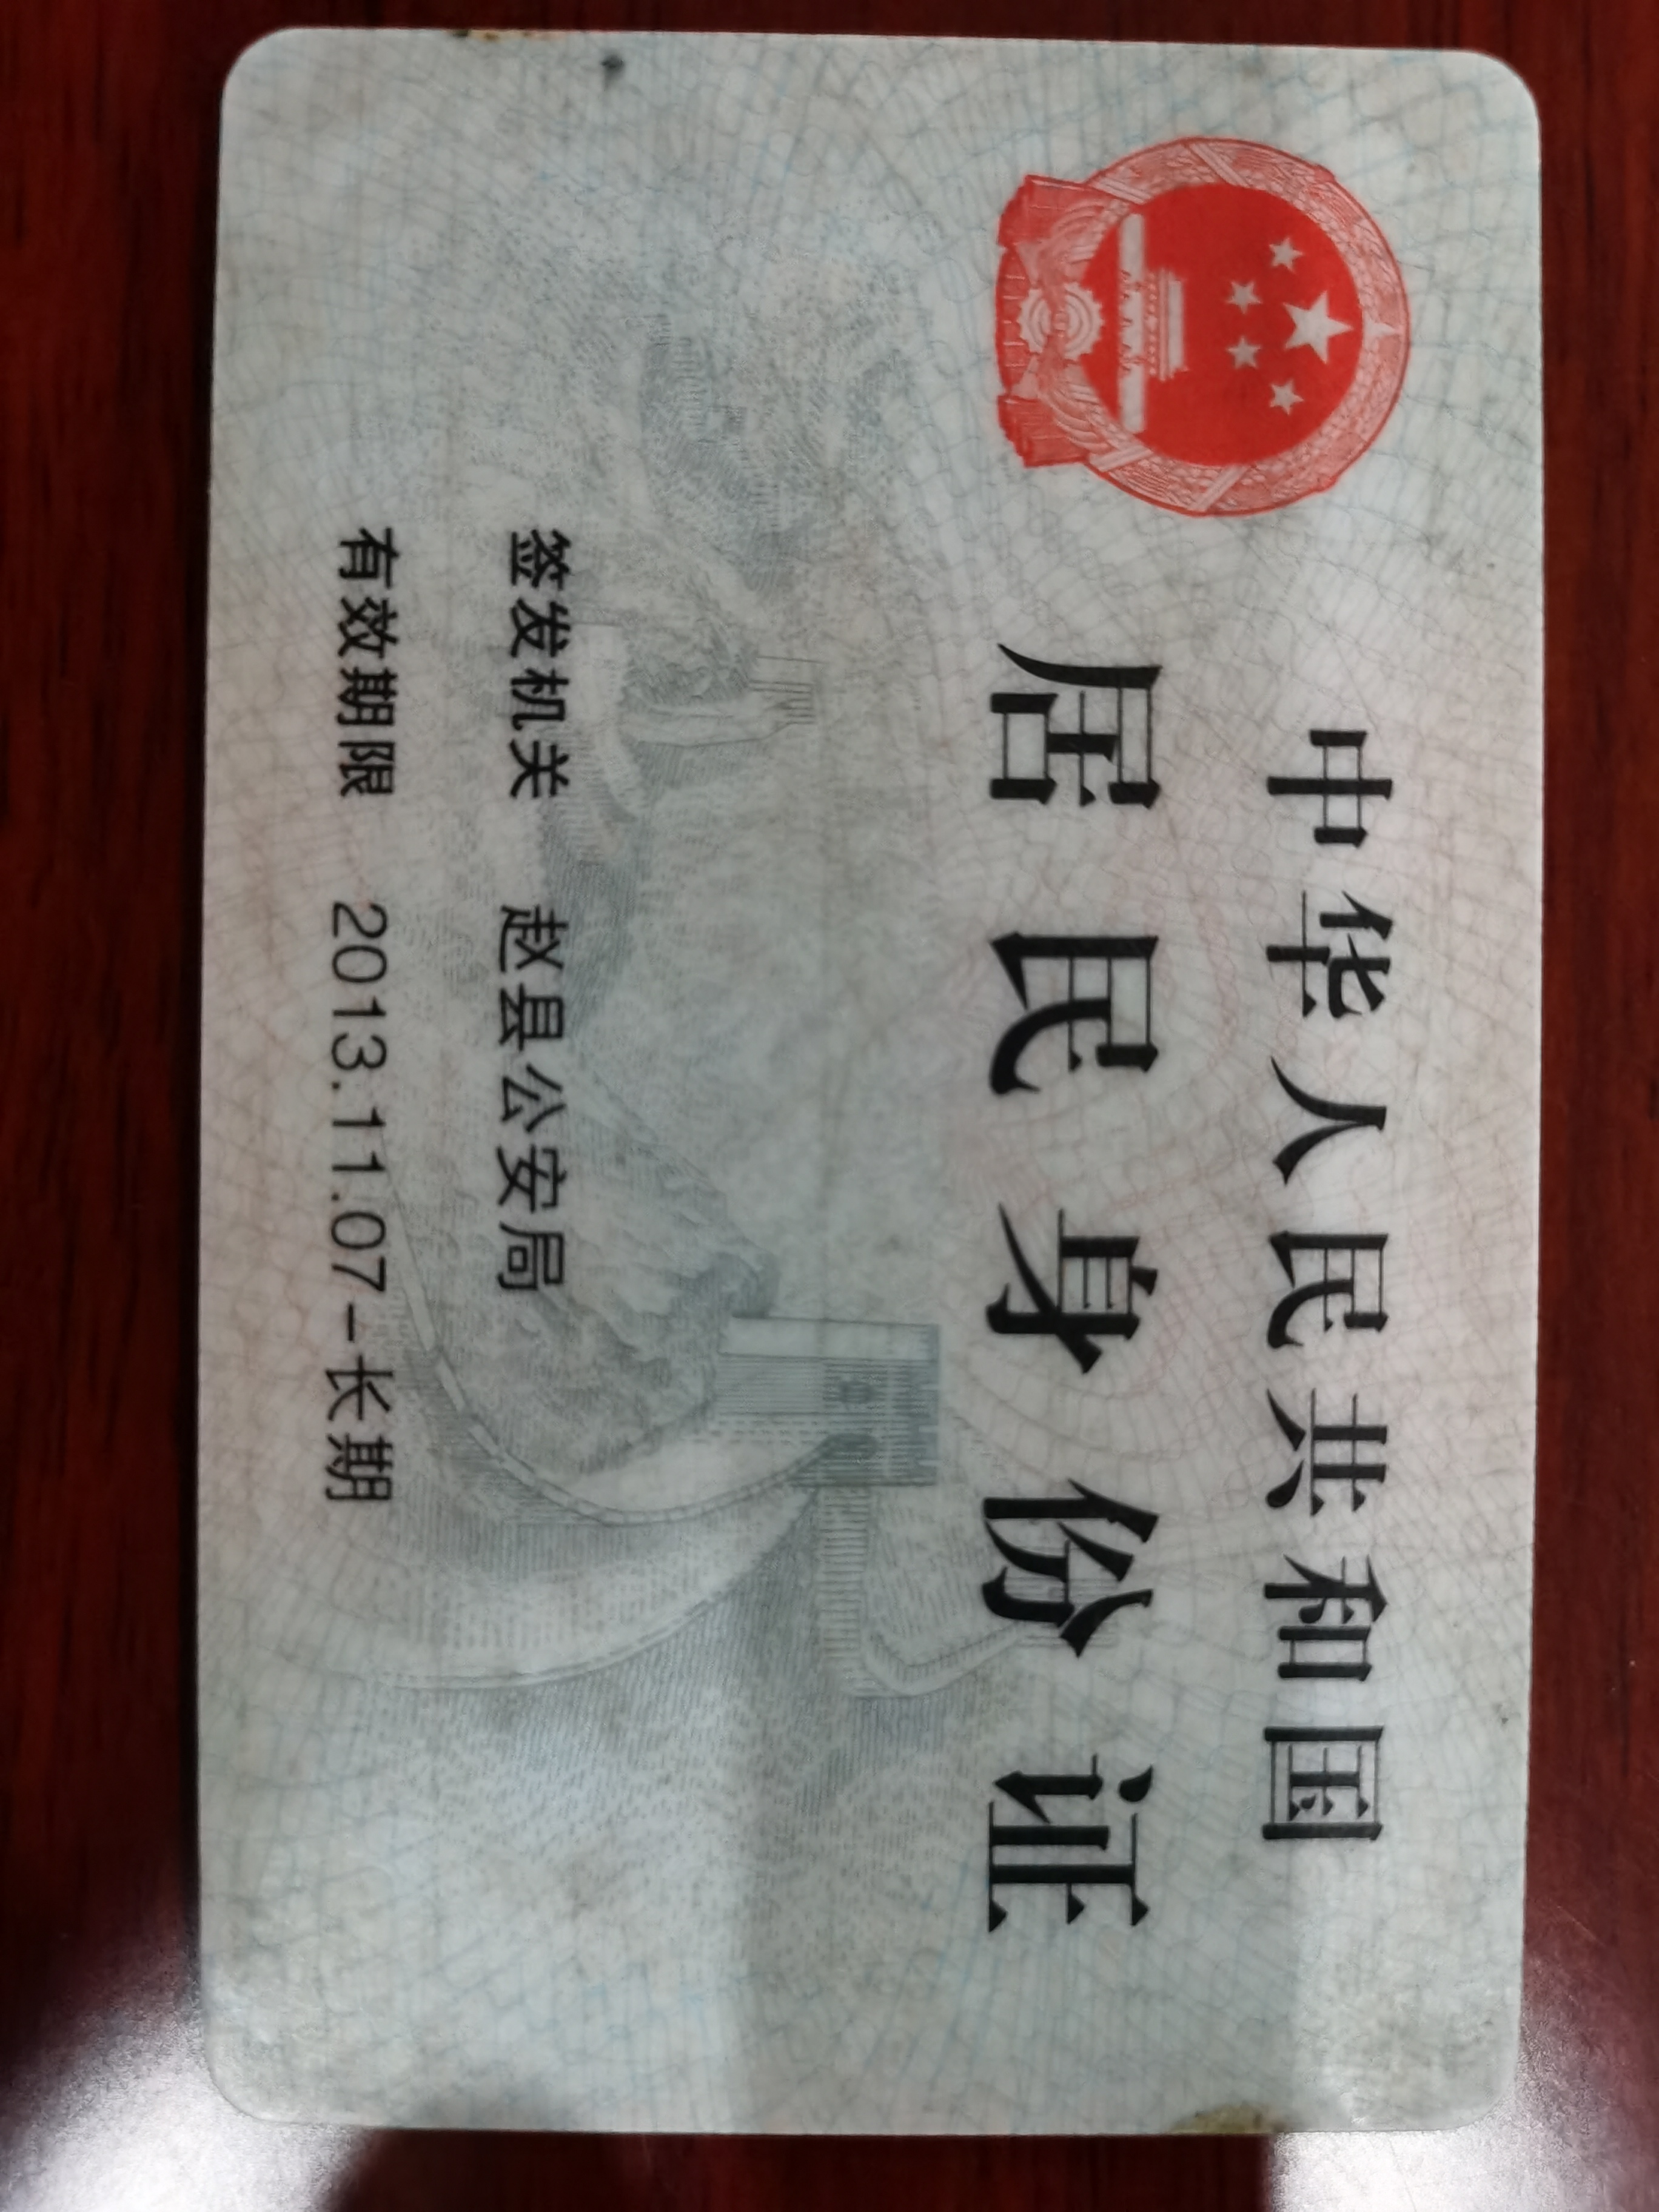 中华人民共和国
居民身份证
签发机关 赵县公安局
有效期限 2013.11.07-长期